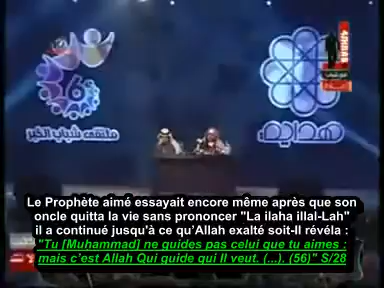 6
ملتقى شباب الخير
هداية
Le Prophète aimé essayait encore même après que son
oncle quitta la vie sans prononcer "La ilaha illal-Lah"
il a continué jusqu'à ce qu'Allah exalté soit-Il révéla :
"Tu [Muhammad] ne guides pas celui que tu aimes :
mais c'est Allah Qui guide qui Il veut. (...). (56)" S/28